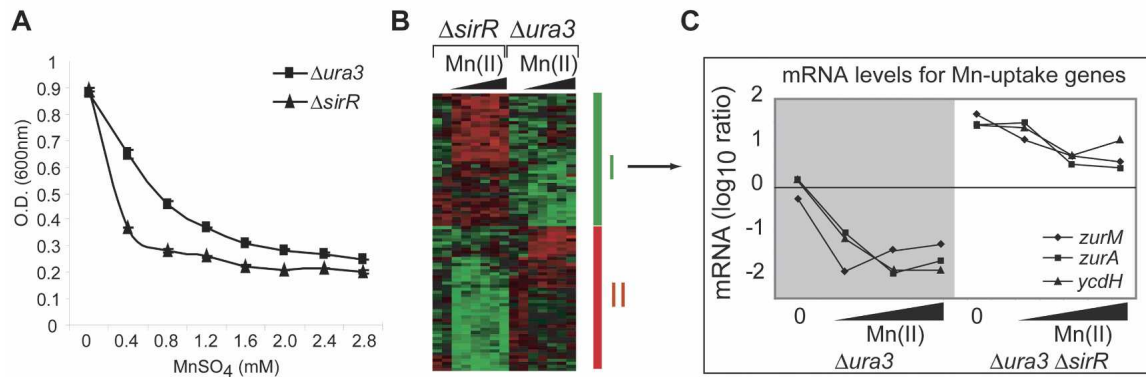 A
Δura3
ΔsirR
0.9
0.8
0.7
0.6
0.5
0.4
0.3
0.2
0.1
0
O.D. (600nm)
0 0.4 0.8 1.2 1.6 2.0 2.4 2.8
MnSO4 (mM)
B
ΔsirR Δura3
Mn(II) Mn(II)
I
II
C
mRNA levels for Mn-uptake genes
mRNA (log10 ratio)
2
1
0
-1
-2
zurM
zurA
ycdH
0 Mn(II) 0 Mn(II)
Δura3 Δura3 ΔsirR